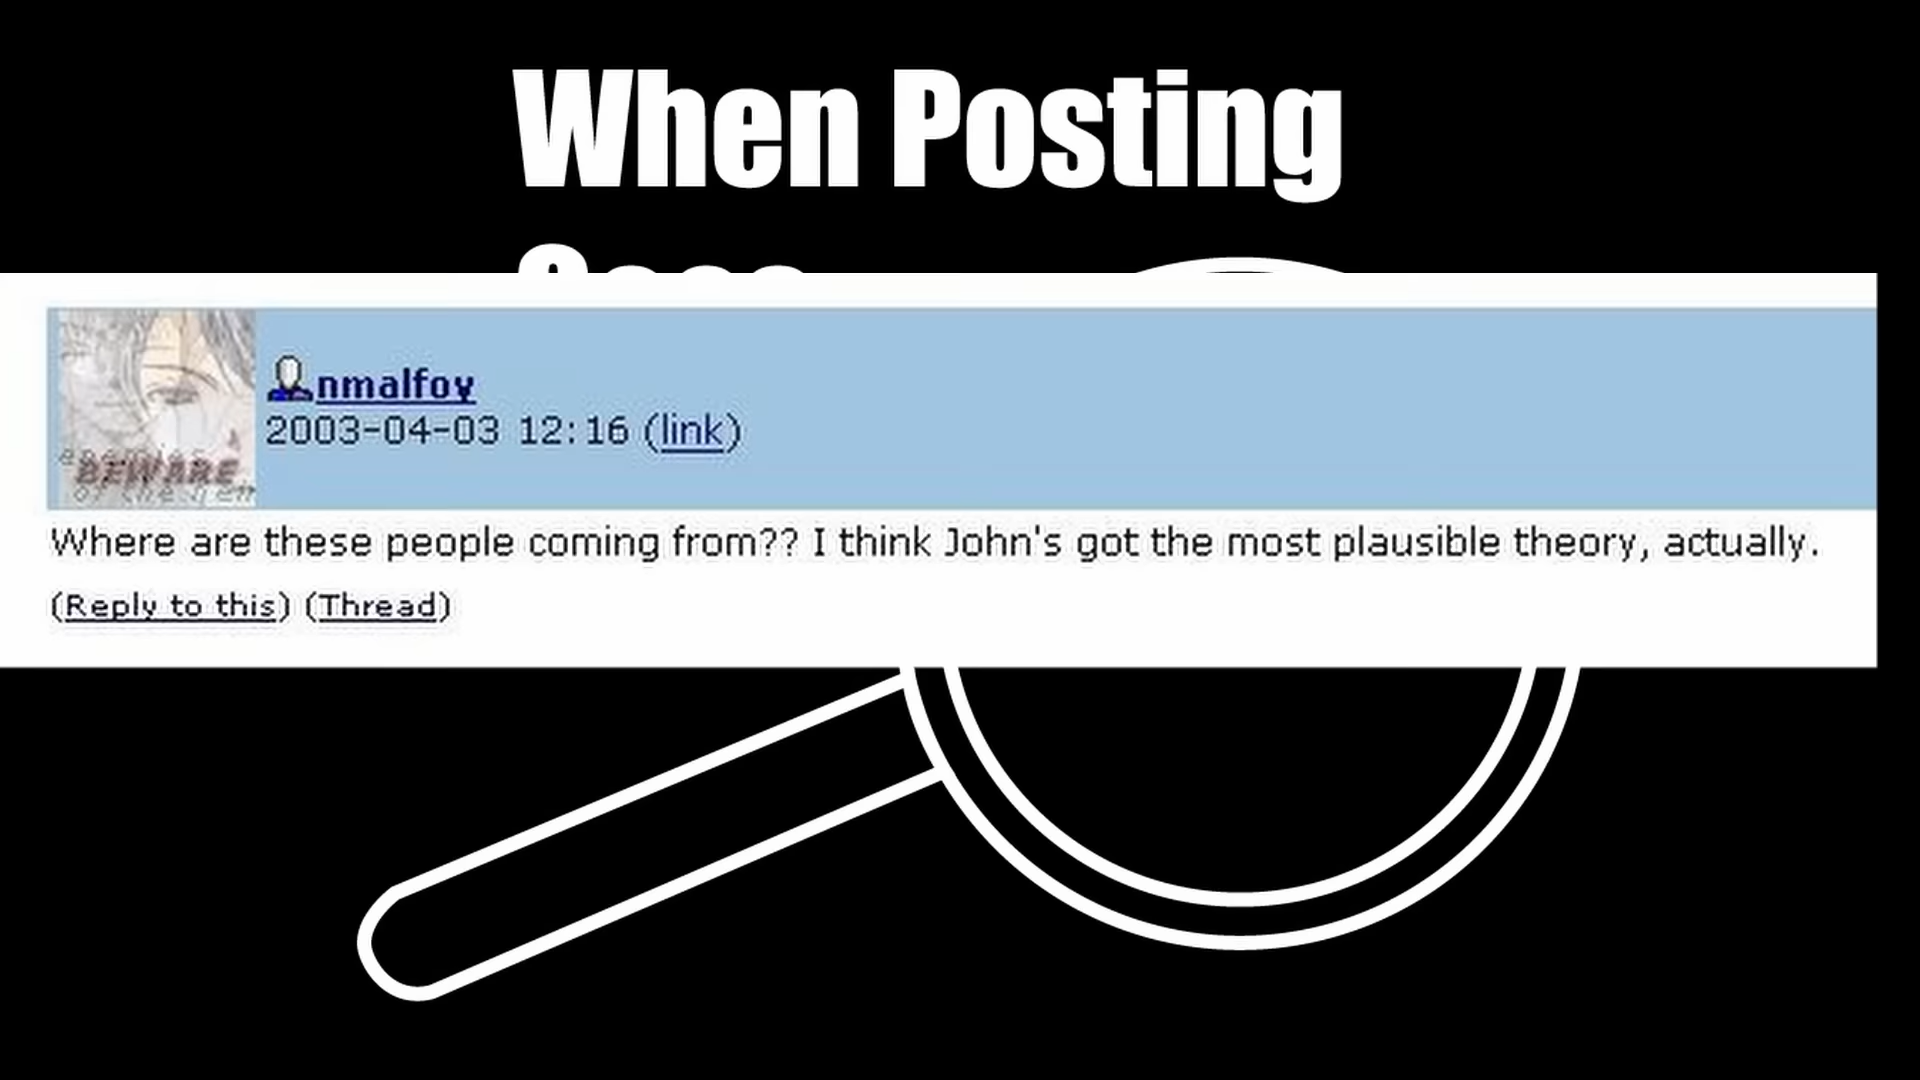 When Posting
nmalfoy
2003-04-03 12:16 (link)
BEWARE
Where are these people coming from?? I think John's got the most plausible theory, actually.
(Reply to this) (Thread)